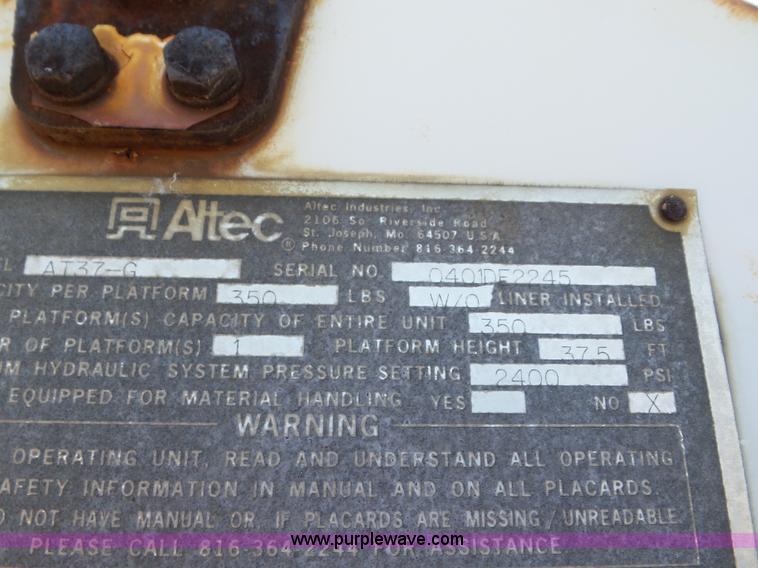 Altec
Altec Industries, Inc.
2106 So. Riverside Road
St. Joseph, Mo. 64507 U.S.A.
® Phone Number 816-364-2244
EL AT37-G SERIAL NO. 0401DE2245
CITY PER PLATFORM 350 LBS W/O LINER INSTALLED
PLATFORM(S) CAPACITY OF ENTIRE UNIT 350 LBS
R OF PLATFORM(S) 1 PLATFORM HEIGHT 37.5 FT
UM HYDRAULIC SYSTEM PRESSURE SETTING 2400 PSI
EQUIPPED FOR MATERIAL HANDLING YES NO X
WARNING
OPERATING UNIT, READ AND UNDERSTAND ALL OPERATING
AFETY INFORMATION IN MANUAL AND ON ALL PLACARDS.
O NOT HAVE MANUAL OR, IF PLACARDS ARE MISSING/UNREADABLE
PLEASE CALL 816-364-2244 FOR ASSISTANCE
www.purplewave.com